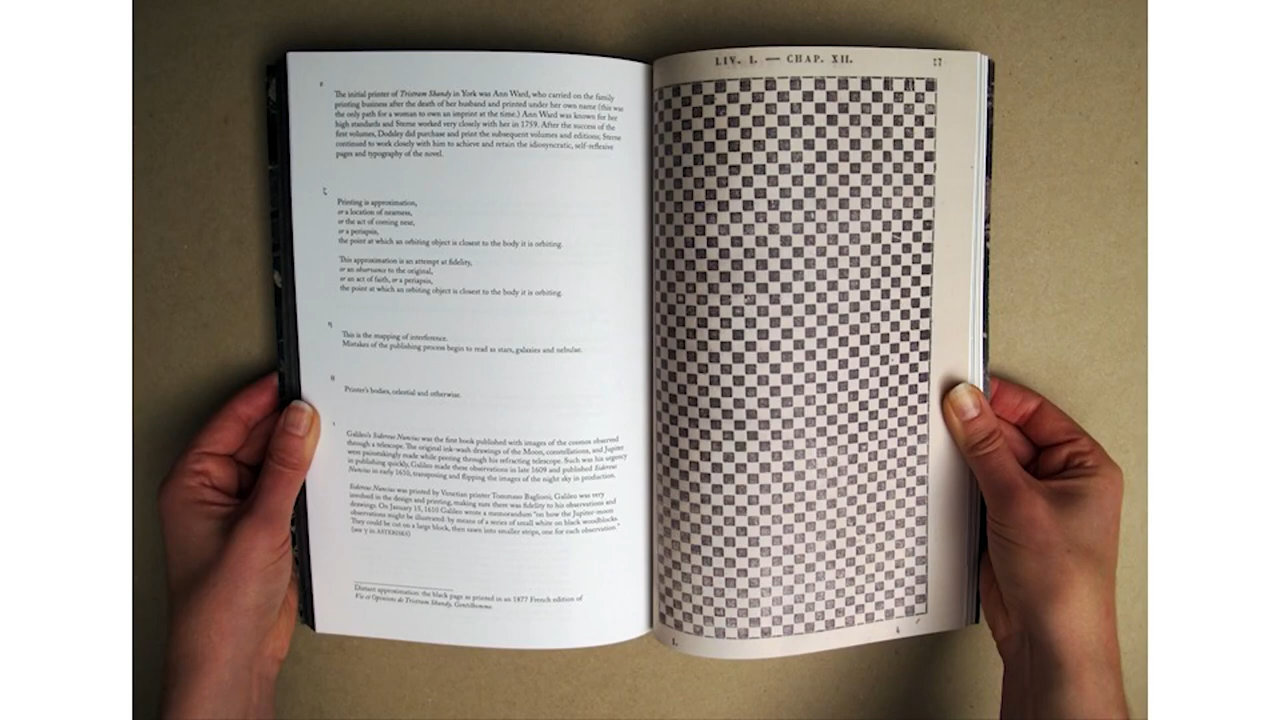 ε
The initial printer of Tristram Shandy in York was Ann Ward, who carried on the family
printing business after the death of her husband and printed under her own name (this was
the only path for a woman to own an imprint at the time.) Ann Ward was known for her
high standards and Sterne worked very closely with her in 1759. After the success of the
first volumes, Dodsley did purchase and print the subsequent volumes and editions; Sterne
continued to work closely with him to achieve and retain the idiosyncratic, self-reflexive
pages and typography of the novel.
ζ
Printing is approximation,
or a location of nearness,
or the act of coming near,
or a periapsis,
the point at which an orbiting object is closest to the body it is orbiting.
This approximation is an attempt at fidelity,
or an observance to the original,
or an act of faith, or a periapsis,
the point at which an orbiting object is closest to the body it is orbiting.
η
This is the mapping of interference.
Mistakes of the publishing process begin to read as stars, galaxies and nebulae.
θ
Printer's bodies, celestial and otherwise.
ι
Galileo's Sidereus Nuncius was the first book published with images of the cosmos observed
through a telescope. The original ink-wash drawings of the Moon, constellations, and Jupiter
were painstakingly made while peering through his refracting telescope. Such was his urgency
in publishing quickly, Galileo made these observations in late 1609 and published Sidereus
Nuncius in early 1610, transposing and flipping the images of the night sky in production.
Sidereus Nuncius was printed by Venetian printer Tommaso Baglioni, Galileo was very
involved in the design and printing, making sure there was fidelity to his observations and
drawings. On January 15, 1610 Galileo wrote a memorandum "on how the Jupiter-moon
observations might be illustrated: by means of a series of small white on black woodblocks
They could be cut on a large block, then sawn into smaller strips, one for each observation."
(see γ in ASTERISKS)
Distant approximation: the black page as printed in an 1877 French edition of
Vie et Opinions de Tristram Shandy, Gentilhomme.
LIV. I. — CHAP. XII. 17
I.